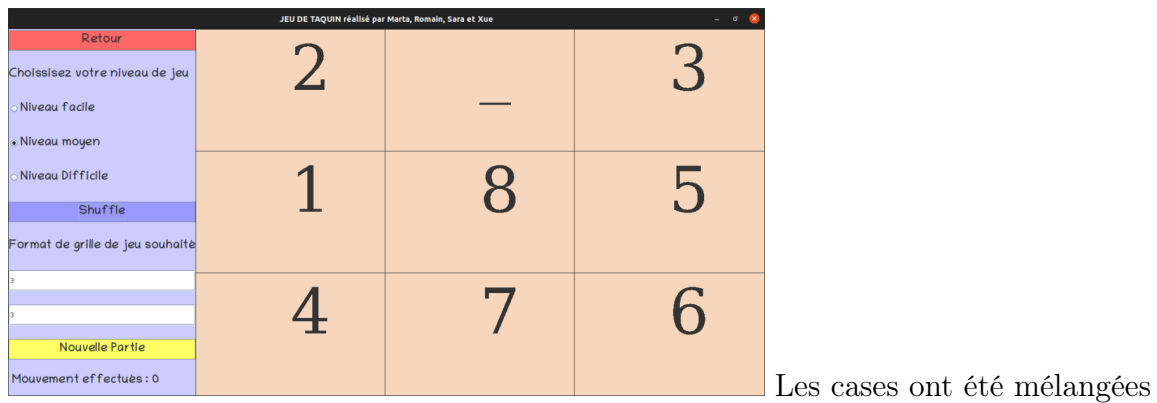 JEU DE TAQUIN réalisé par Marta, Romain, Sara et Xue
Retour
Choissisez votre niveau de jeu
Niveau facile
Niveau moyen
Niveau Difficile
Shuffle
Format de grille de jeu souhaité
3
3
Nouvelle Partie
Mouvement effectués : 0
2 _ 3
1 8 5
4 7 6
Les cases ont été mélangées